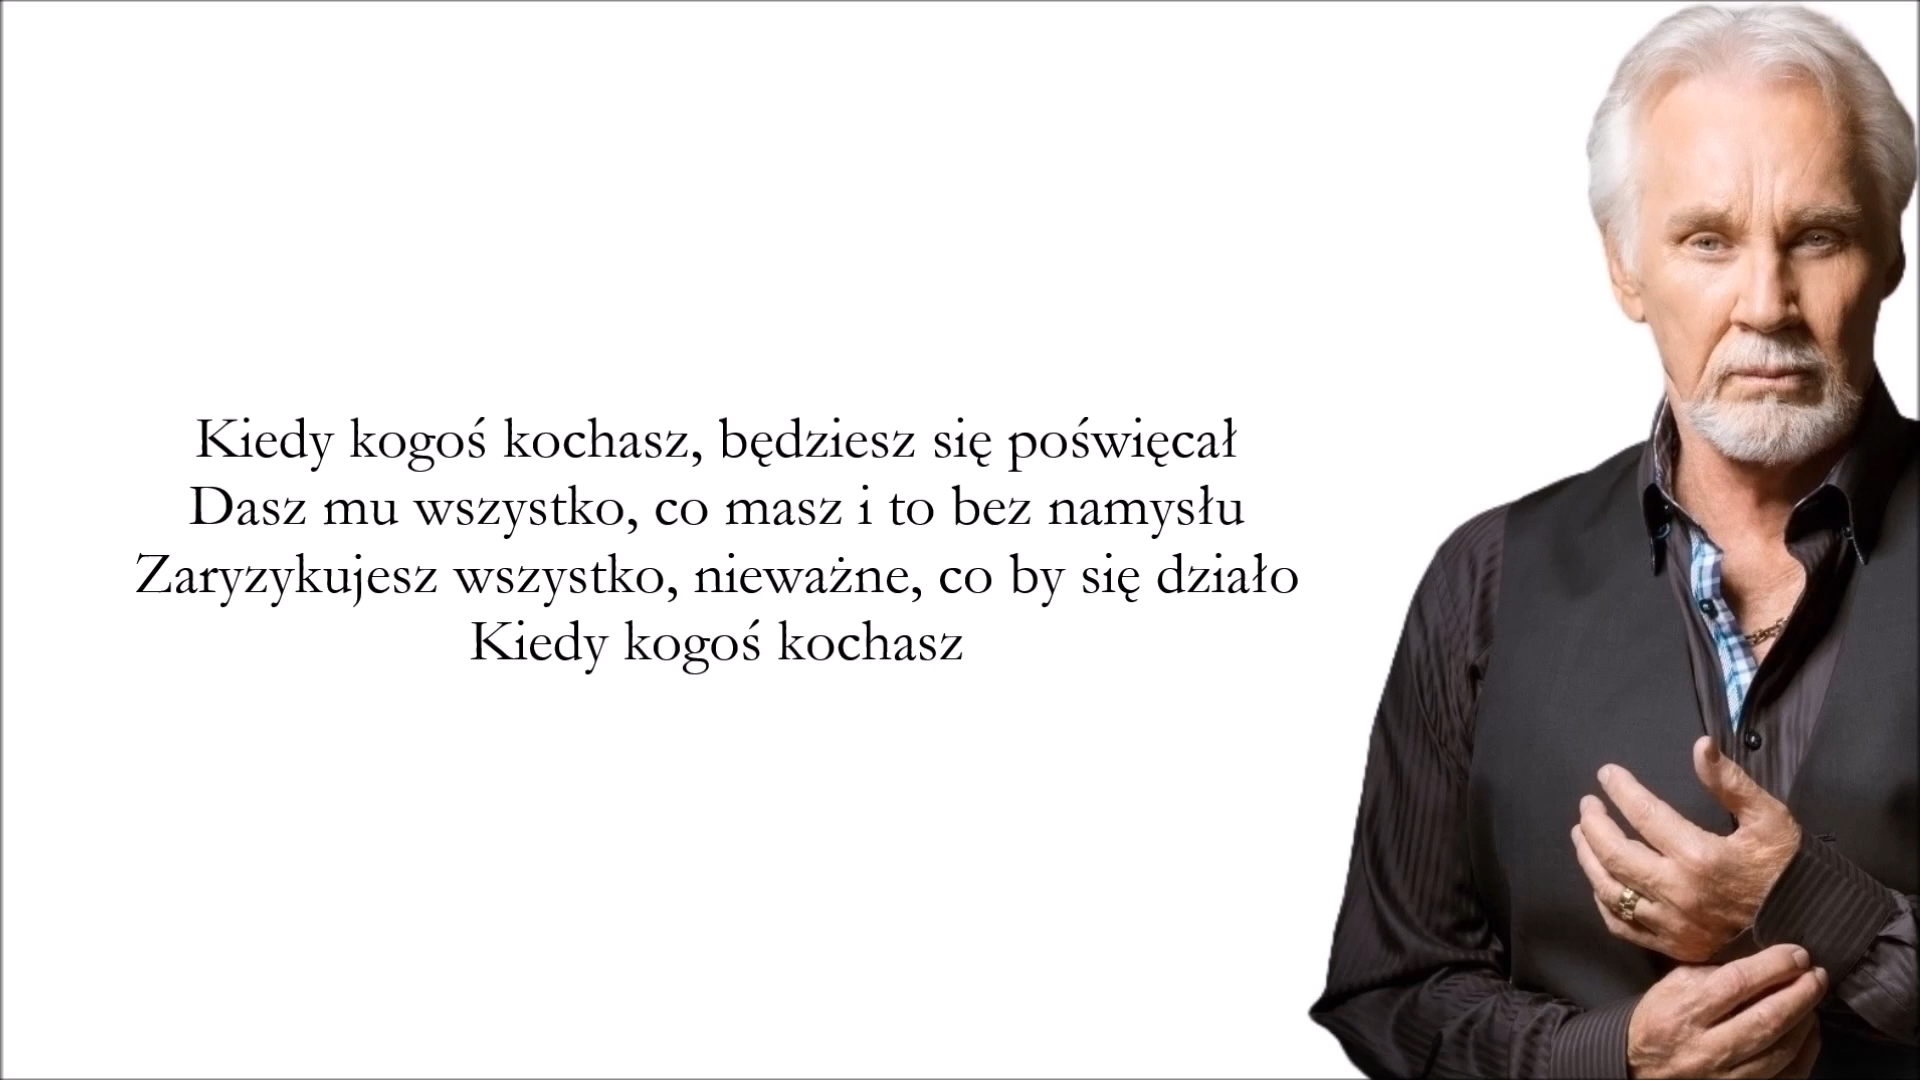 Kiedy kogoś kochasz, będziesz się poświęcał
Dasz mu wszystko, co masz i to bez namysłu
Zaryzykujesz wszystko, nieważne, co by się działo
Kiedy kogoś kochasz